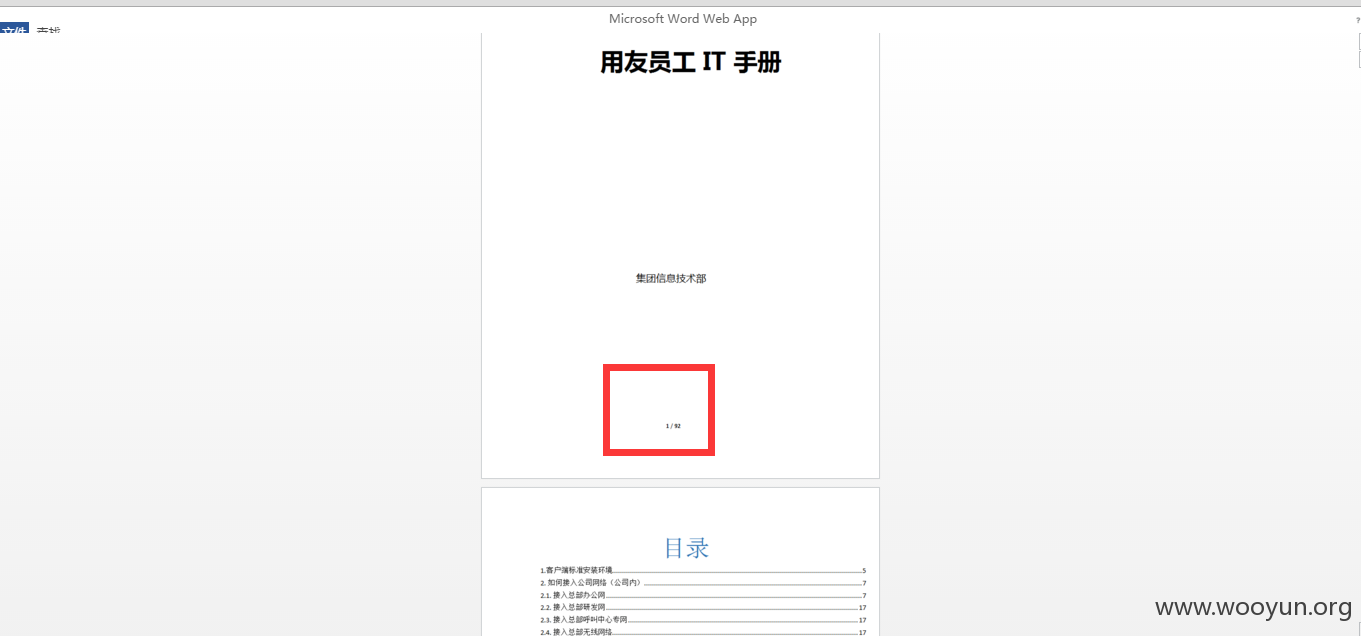 Microsoft Word Web App
?
文件 查找
用友员工 IT 手册
集团信息技术部
1 / 92
目录
1.客户端标准安装环境 5
2. 如何接入公司网络（公司内） 7
2.1. 接入总部办公网 7
2.2. 接入总部研发网 17
2.3. 接入总部呼叫中心专网 17
2.4. 接入总部无线网络 17
www.wooyun.org